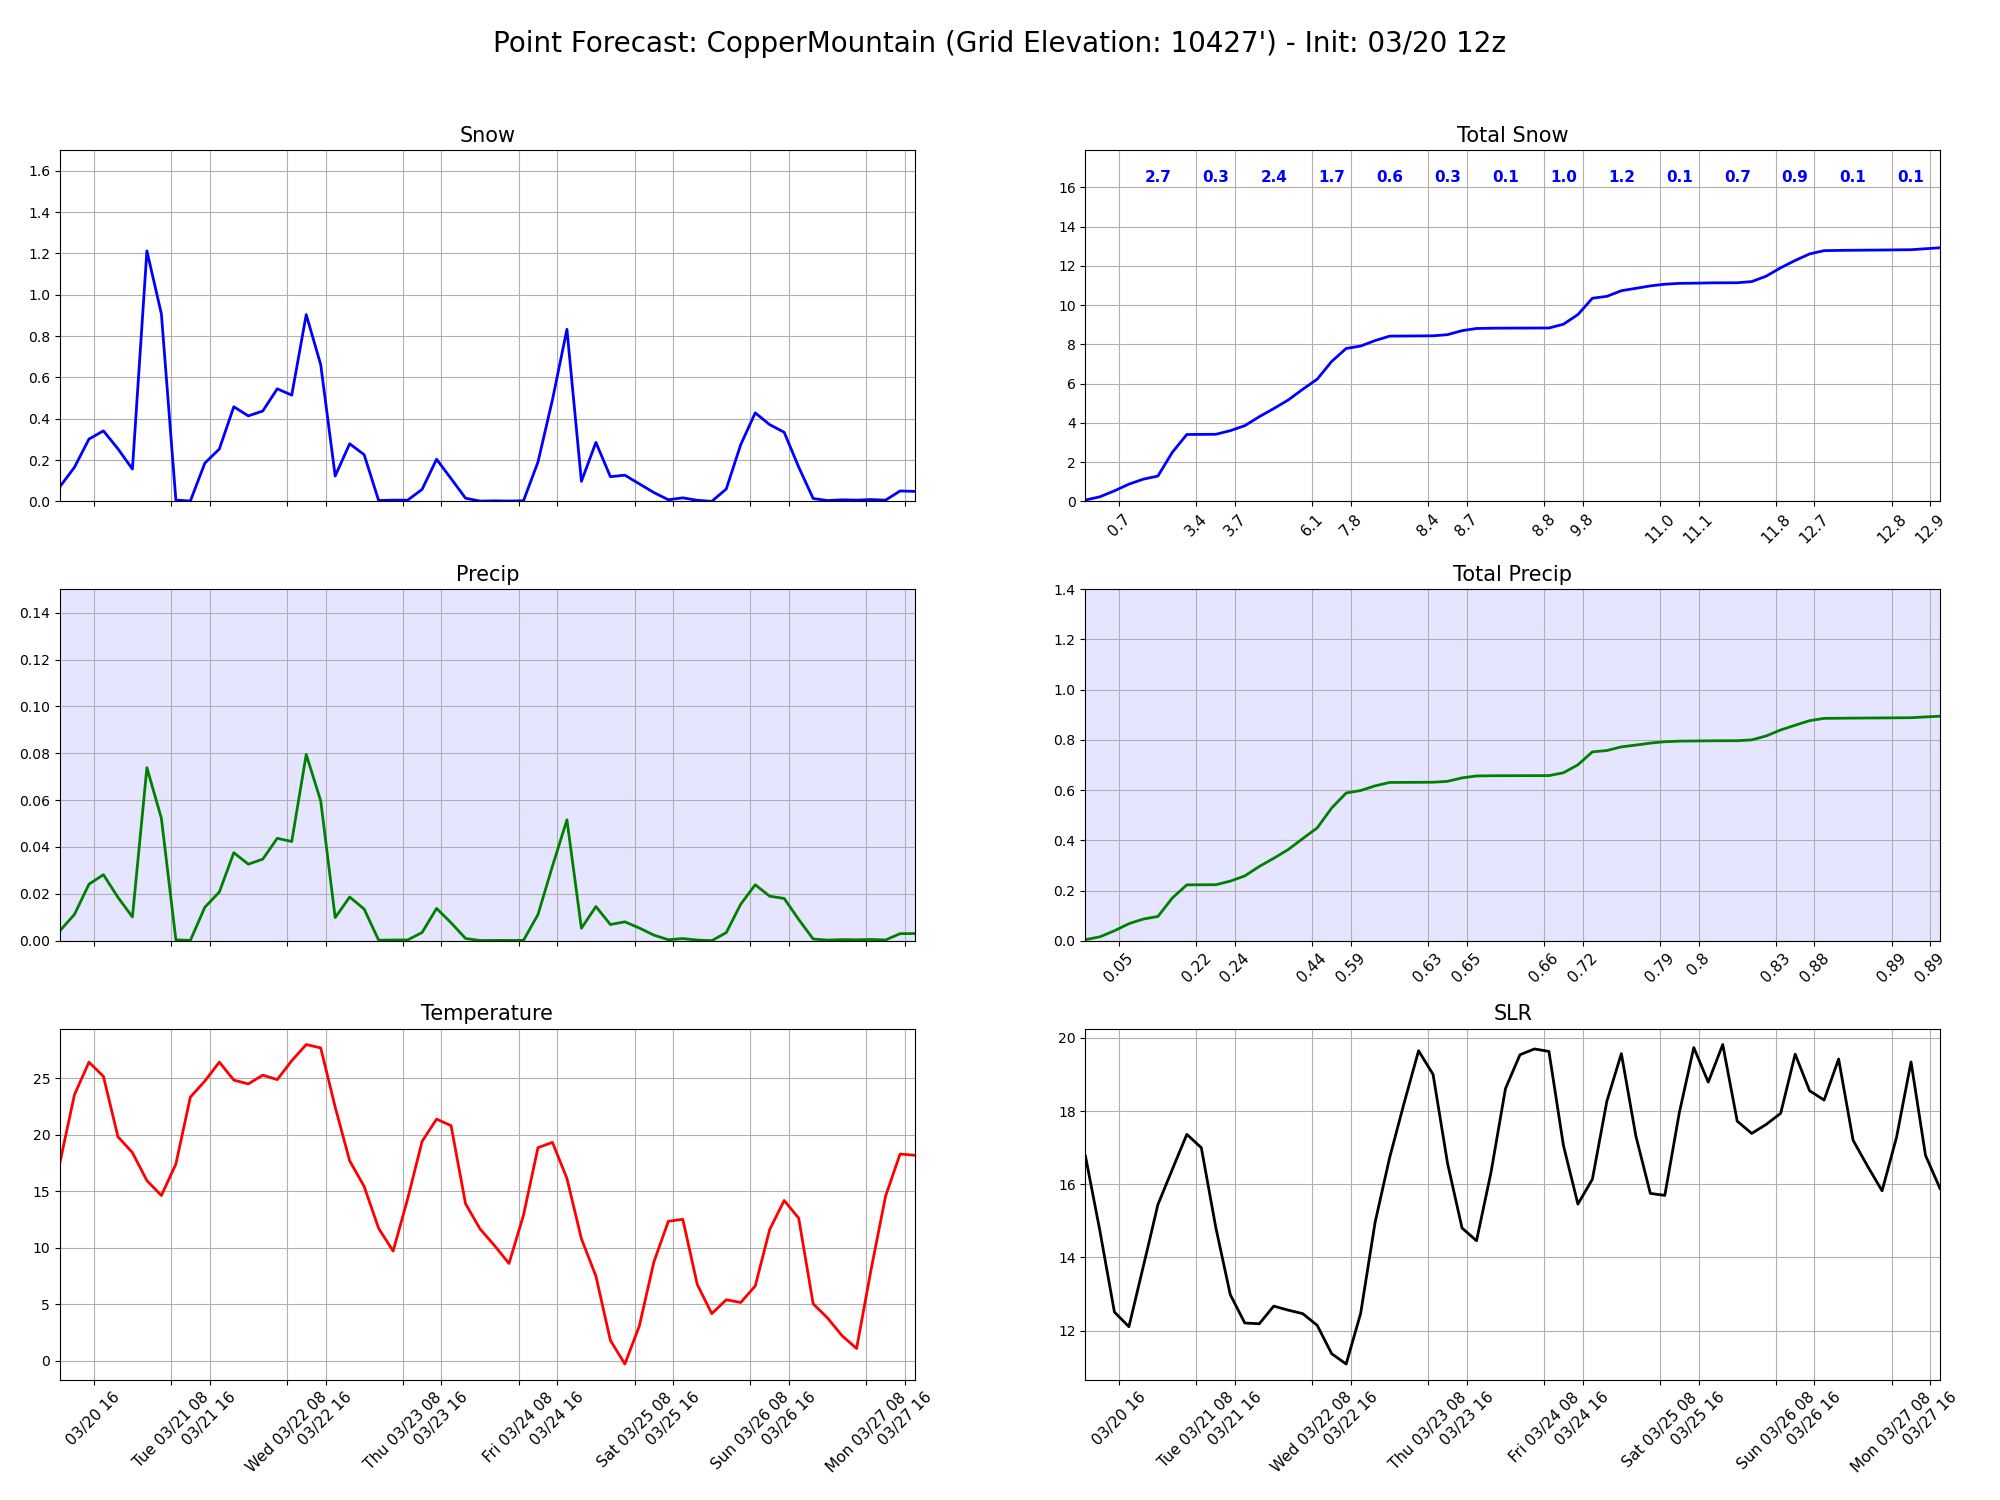 Point Forecast: CopperMountain (Grid Elevation: 10427') - Init: 03/20 12z
Snow
1.6
1.4
1.2
1.0
0.8
0.6
0.4
0.2
0.0
Total Snow
2.7 0.3 2.4 1.7 0.6 0.3 0.1 1.0 1.2 0.1 0.7 0.9 0.1 0.1
16
14
12
10
8
6
4
2
0
0.7 3.4 3.7 6.1 7.8 8.4 8.7 8.8 9.8 11.0 11.1 11.8 12.7 12.8 12.9
Precip
0.14
0.12
0.10
0.08
0.06
0.04
0.02
0.00
Total Precip
1.4
1.2
1.0
0.8
0.6
0.4
0.2
0.0
0.05 0.22 0.24 0.44 0.59 0.63 0.65 0.66 0.72 0.79 0.8 0.83 0.88 0.89 0.89
Temperature
25
20
15
10
5
0
03/20 16
Tue 03/21 08
03/21 16
Wed 03/22 08
03/22 16
Thu 03/23 08
03/23 16
Fri 03/24 08
03/24 16
Sat 03/25 08
03/25 16
Sun 03/26 08
03/26 16
Mon 03/27 08
03/27 16
SLR
20
18
16
14
12
03/20 16
Tue 03/21 08
03/21 16
Wed 03/22 08
03/22 16
Thu 03/23 08
03/23 16
Fri 03/24 08
03/24 16
Sat 03/25 08
03/25 16
Sun 03/26 08
03/26 16
Mon 03/27 08
03/27 16